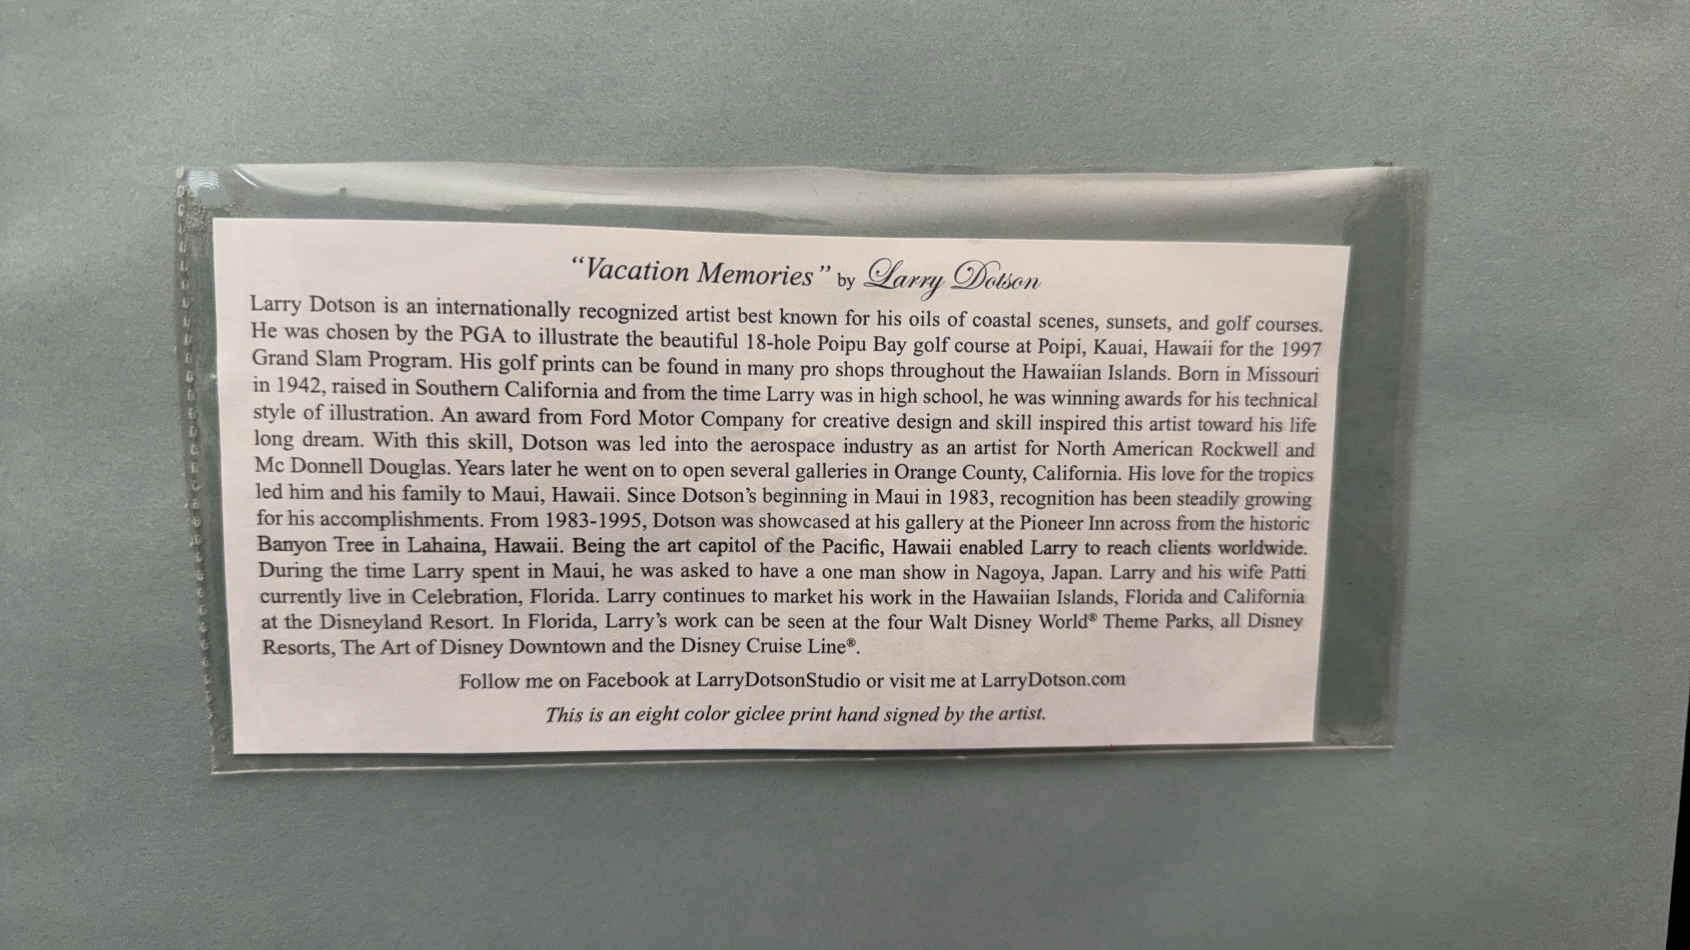 “Vacation Memories” by Larry Dotson
Larry Dotson is an internationally recognized artist best known for his oils of coastal scenes, sunsets, and golf courses.
He was chosen by the PGA to illustrate the beautiful 18-hole Poipu Bay golf course at Poipi, Kauai, Hawaii for the 1997
Grand Slam Program. His golf prints can be found in many pro shops throughout the Hawaiian Islands. Born in Missouri
in 1942, raised in Southern California and from the time Larry was in high school, he was winning awards for his technical
style of illustration. An award from Ford Motor Company for creative design and skill inspired this artist toward his life
long dream. With this skill, Dotson was led into the aerospace industry as an artist for North American Rockwell and
Mc Donnell Douglas. Years later he went on to open several galleries in Orange County, California. His love for the tropics
led him and his family to Maui, Hawaii. Since Dotson’s beginning in Maui in 1983, recognition has been steadily growing
for his accomplishments. From 1983-1995, Dotson was showcased at his gallery at the Pioneer Inn across from the historic
Banyon Tree in Lahaina, Hawaii. Being the art capitol of the Pacific, Hawaii enabled Larry to reach clients worldwide.
During the time Larry spent in Maui, he was asked to have a one man show in Nagoya, Japan. Larry and his wife Patti
currently live in Celebration, Florida. Larry continues to market his work in the Hawaiian Islands, Florida and California
at the Disneyland Resort. In Florida, Larry’s work can be seen at the four Walt Disney World® Theme Parks, all Disney
Resorts, The Art of Disney Downtown and the Disney Cruise Line®.
Follow me on Facebook at LarryDotsonStudio or visit me at LarryDotson.com
This is an eight color giclee print hand signed by the artist.